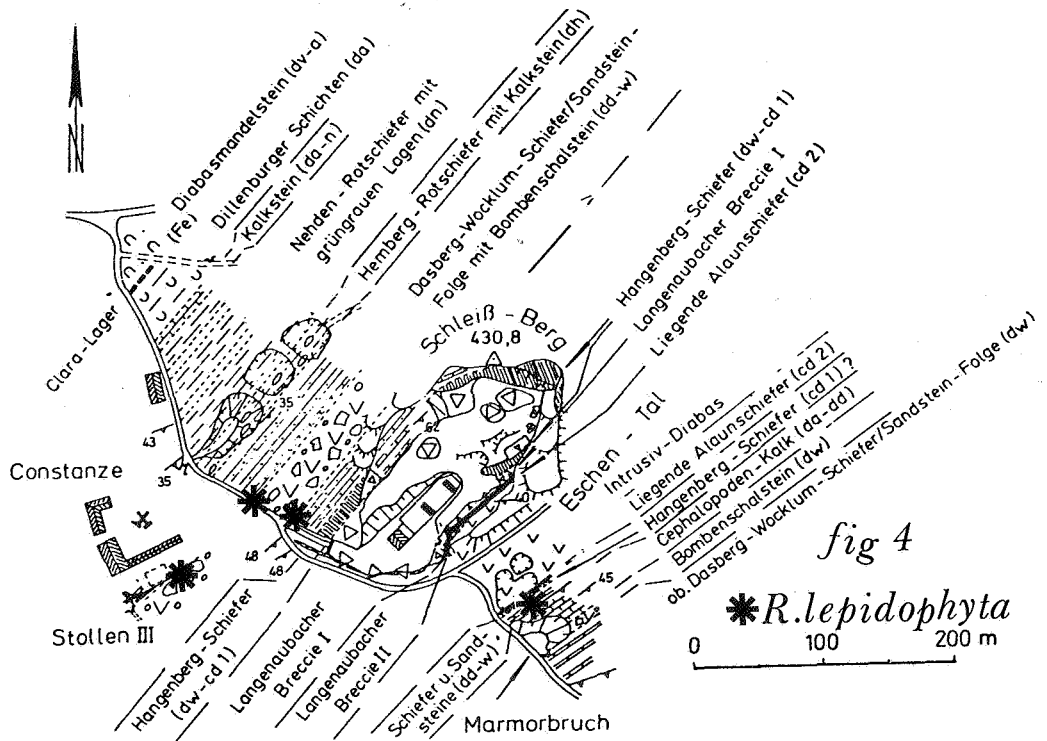 N
Diabasmandelstein (dv-a)
(Fe)
Dillenburger Schichten (da)
Kalkstein (da-n)
Nehden - Rotschiefer mit
grüngrauen Lagen (dn)
Hemberg - Rotschiefer mit Kalkstein (dh)
Dasberg - Wocklum - Schiefer/Sandstein -
Folge mit Bombenschalstein (dd-w)
Hangenberg - Schiefer (dw-cd 1)
Langenaubacher Breccie I
Liegende Alaunschiefer (cd 2)
Clara - Lager
Schleiß - Berg
430,8
Eschen - Tal
Intrusiv - Diabas
Liegende Alaunschiefer (cd 2)
Hangenberg - Schiefer (cd 1) ?
Cephalopoden - Kalk (da-dd)
Bombenschalstein (dw)
ob. Dasberg - Wocklum - Schiefer/Sandstein - Folge (dw)
35
43
35
62
40
48
48
45
Constanze
Stollen III
Hangenberg - Schiefer
(dw-cd 1)
Langenaubacher
Breccie I
Langenaubacher
Breccie II
Schiefer u. Sand-
steine (dd-w)
Marmorbruch
fig 4
R.lepidophyta
0 100 200 m